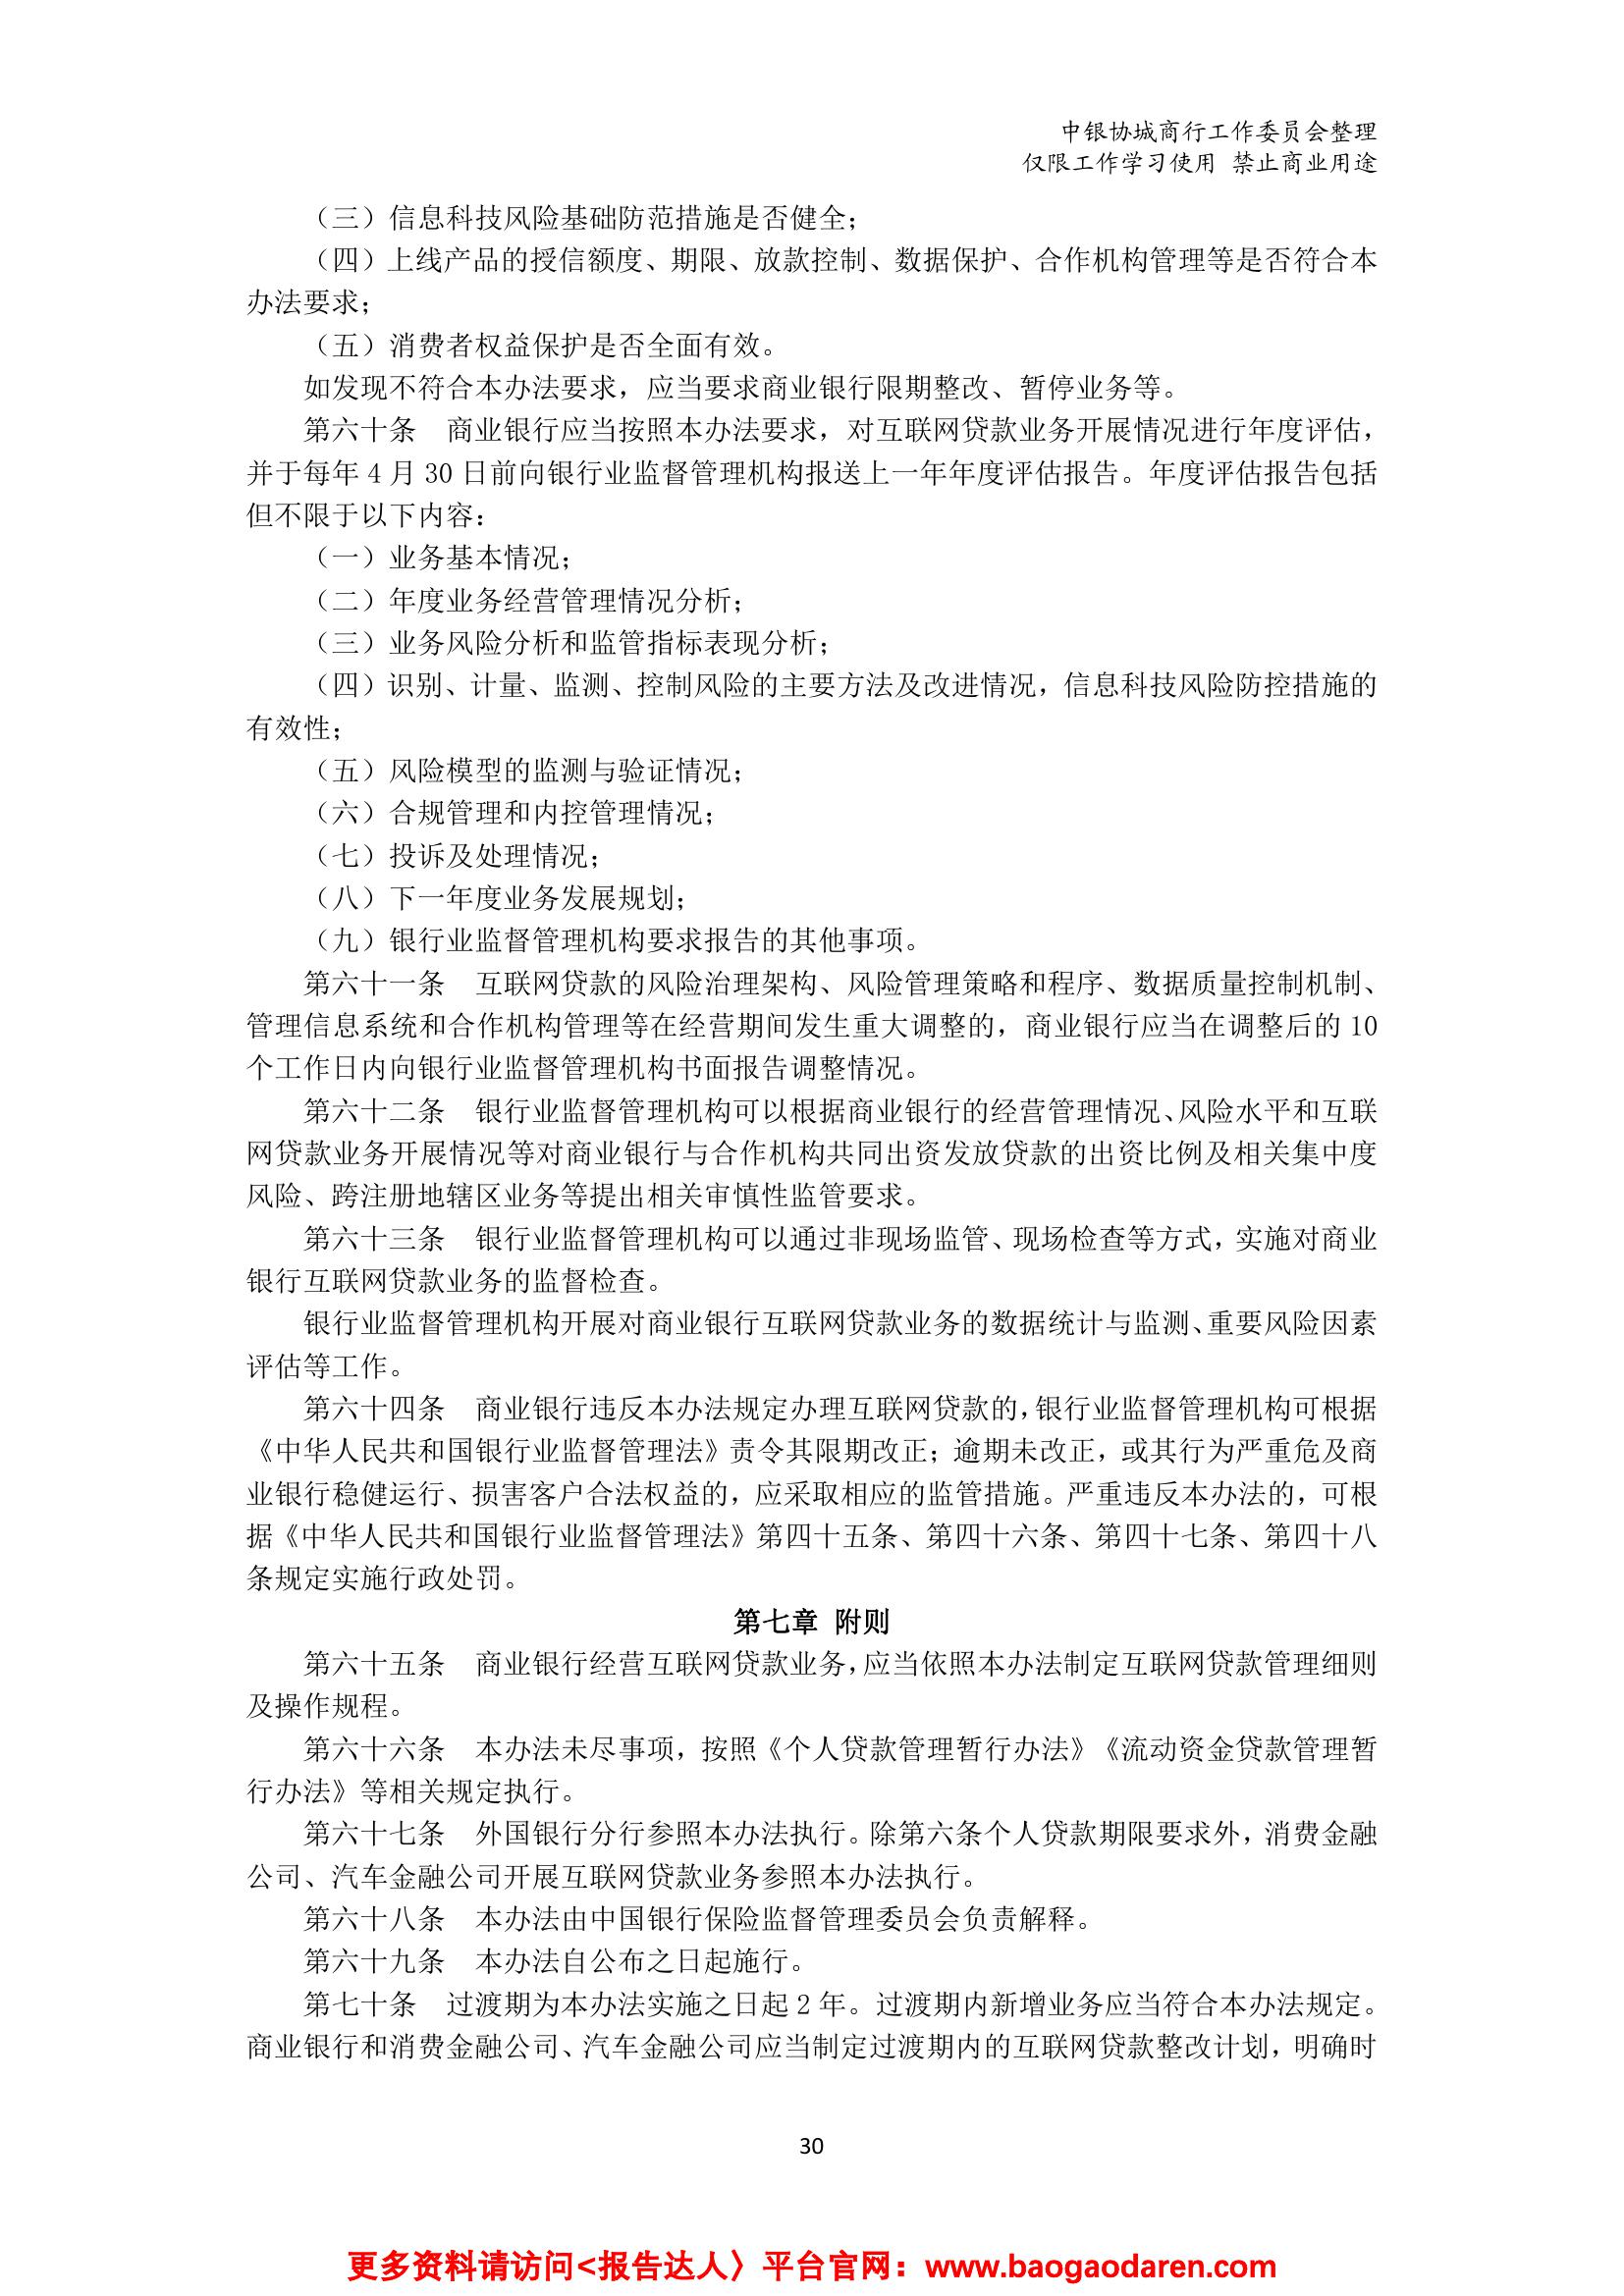 中银协城商行工作委员会整理
仅限工作学习使用 禁止商业用途
（三）信息科技风险基础防范措施是否健全；
（四）上线产品的授信额度、期限、放款控制、数据保护、合作机构管理等是否符合本
办法要求；
（五）消费者权益保护是否全面有效。
如发现不符合本办法要求，应当要求商业银行限期整改、暂停业务等。
第六十条　商业银行应当按照本办法要求，对互联网贷款业务开展情况进行年度评估，
并于每年 4 月 30 日前向银行业监督管理机构报送上一年年度评估报告。年度评估报告包括
但不限于以下内容：
（一）业务基本情况；
（二）年度业务经营管理情况分析；
（三）业务风险分析和监管指标表现分析；
（四）识别、计量、监测、控制风险的主要方法及改进情况，信息科技风险防控措施的
有效性；
（五）风险模型的监测与验证情况；
（六）合规管理和内控管理情况；
（七）投诉及处理情况；
（八）下一年度业务发展规划；
（九）银行业监督管理机构要求报告的其他事项。
第六十一条　互联网贷款的风险治理架构、风险管理策略和程序、数据质量控制机制、
管理信息系统和合作机构管理等在经营期间发生重大调整的，商业银行应当在调整后的 10
个工作日内向银行业监督管理机构书面报告调整情况。
第六十二条　银行业监督管理机构可以根据商业银行的经营管理情况、风险水平和互联
网贷款业务开展情况等对商业银行与合作机构共同出资发放贷款的出资比例及相关集中度
风险、跨注册地辖区业务等提出相关审慎性监管要求。
第六十三条　银行业监督管理机构可以通过非现场监管、现场检查等方式，实施对商业
银行互联网贷款业务的监督检查。
银行业监督管理机构开展对商业银行互联网贷款业务的数据统计与监测、重要风险因素
评估等工作。
第六十四条　商业银行违反本办法规定办理互联网贷款的，银行业监督管理机构可根据
《中华人民共和国银行业监督管理法》责令其限期改正；逾期未改正，或其行为严重危及商
业银行稳健运行、损害客户合法权益的，应采取相应的监管措施。严重违反本办法的，可根
据《中华人民共和国银行业监督管理法》第四十五条、第四十六条、第四十七条、第四十八
条规定实施行政处罚。
第七章 附则
第六十五条　商业银行经营互联网贷款业务，应当依照本办法制定互联网贷款管理细则
及操作规程。
第六十六条　本办法未尽事项，按照《个人贷款管理暂行办法》《流动资金贷款管理暂
行办法》等相关规定执行。
第六十七条　外国银行分行参照本办法执行。除第六条个人贷款期限要求外，消费金融
公司、汽车金融公司开展互联网贷款业务参照本办法执行。
第六十八条　本办法由中国银行保险监督管理委员会负责解释。
第六十九条　本办法自公布之日起施行。
第七十条　过渡期为本办法实施之日起 2 年。过渡期内新增业务应当符合本办法规定。
商业银行和消费金融公司、汽车金融公司应当制定过渡期内的互联网贷款整改计划，明确时
30
更多资料请访问<报告达人〉平台官网：www.baogaodaren.com